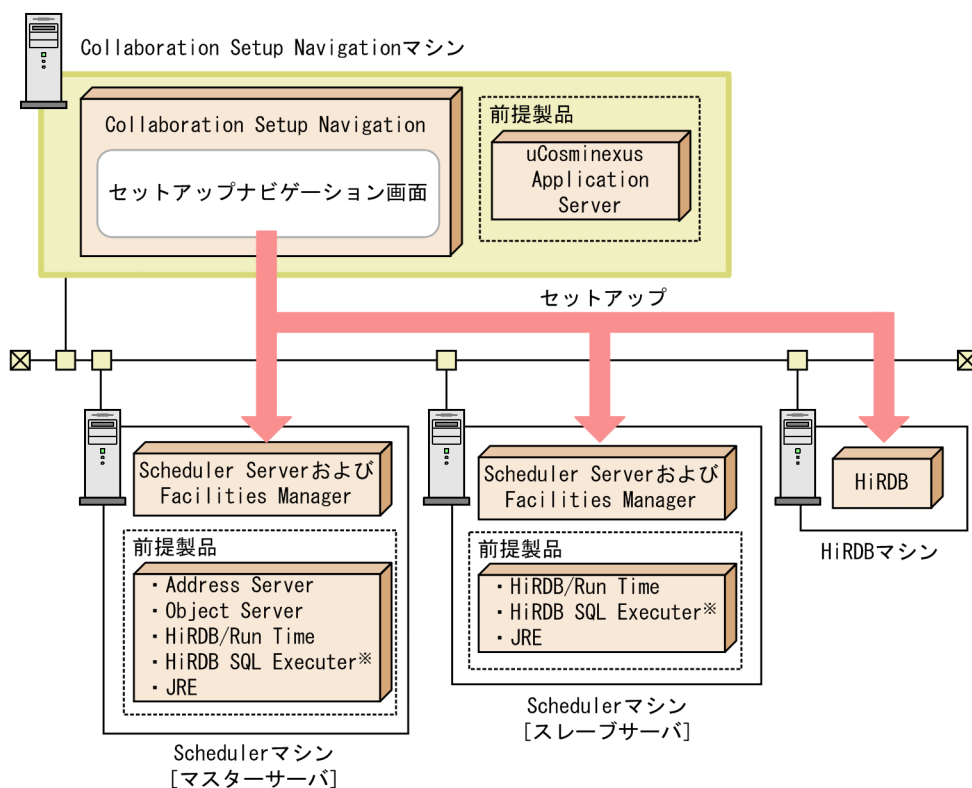 Collaboration Setup Navigationマシン
Collaboration Setup Navigation
セットアップナビゲーション画面
前提製品
uCosminexus
Application
Server
セットアップ
Scheduler Serverおよび
Facilities Manager
前提製品
・Address Server
・Object Server
・HiRDB/Run Time
・HiRDB SQL Executer※
・JRE
Schedulerマシン
[マスターサーバ]
Scheduler Serverおよび
Facilities Manager
前提製品
・HiRDB/Run Time
・HiRDB SQL Executer※
・JRE
Schedulerマシン
[スレーブサーバ]
HiRDB
HiRDBマシン